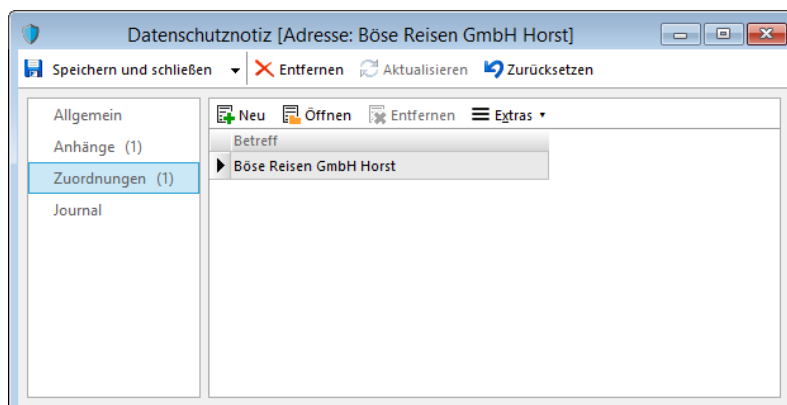 Datenschutznotiz [Adresse: Böse Reisen GmbH Horst]
Speichern und schließen Entfernen Aktualisieren Zurücksetzen
Allgemein
Anhänge (1)
Zuordnungen (1)
Journal
Neu Öffnen Entfernen Extras
Betreff
Böse Reisen GmbH Horst